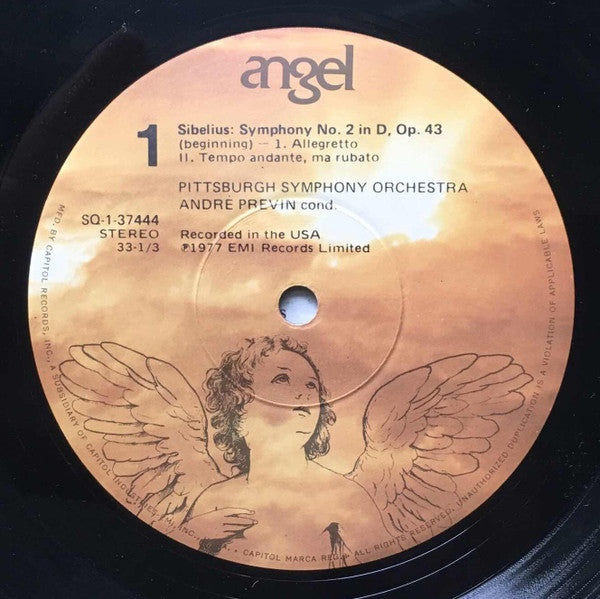 angel
1
Sibelius: Symphony No. 2 in D, Op. 43
(beginning) – 1. Allegretto
II. Tempo andante, ma rubato
PITTSBURGH SYMPHONY ORCHESTRA
ANDRE PREVIN cond.
SQ-1-37444
STEREO
33-1/3
Recorded in the USA
℗1977 EMI Records Limited
MFD. BY CAPITOL RECORDS, INC., A SUBSIDIARY OF CAPITOL INDUSTRIES-EMI, INC., U.S.A. • CAPITOL MARCA REG. • ALL RIGHTS RESERVED. UNAUTHORIZED DUPLICATION IS A VIOLATION OF APPLICABLE LAWS